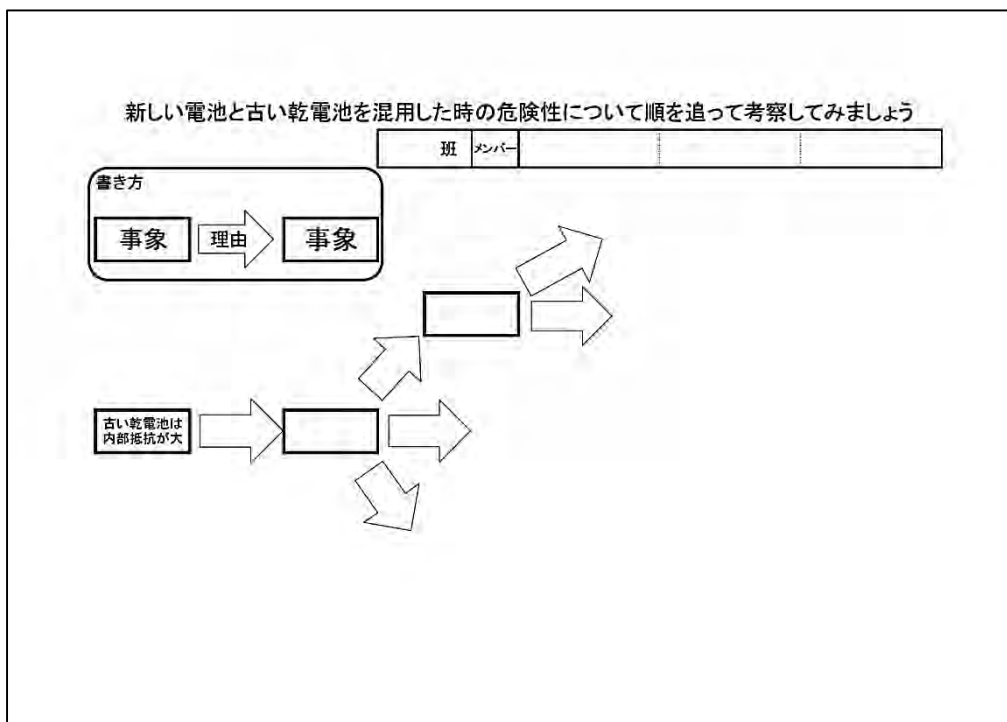 新しい電池と古い乾電池を混用した時の危険性について順を追って考察してみましょう
班 メンバー
書き方
事象 理由 事象
古い乾電池は
内部抵抗が大